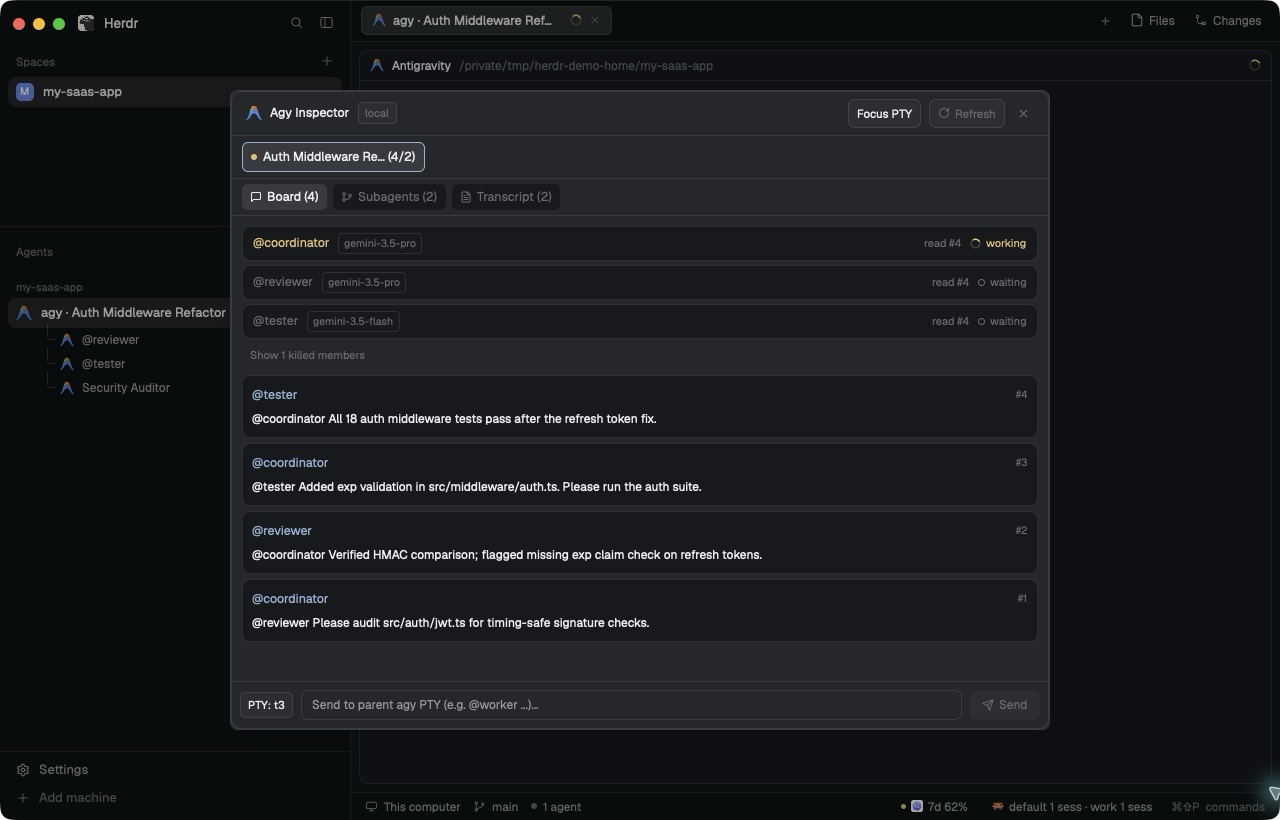 Herdr
agy · Auth Middleware Ref...
Files
Changes
Spaces
M my-saas-app
Antigravity /private/tmp/herdr-demo-home/my-saas-app
Agy Inspector local
Focus PTY
Refresh
Auth Middleware Re... (4/2)
Board (4)
Subagents (2)
Transcript (2)
@coordinator gemini-3.5-pro read #4 working
@reviewer gemini-3.5-pro read #4 waiting
@tester gemini-3.5-flash read #4 waiting
Show 1 killed members
@tester #4
@coordinator All 18 auth middleware tests pass after the refresh token fix.
@coordinator #3
@tester Added exp validation in src/middleware/auth.ts. Please run the auth suite.
@reviewer #2
@coordinator Verified HMAC comparison; flagged missing exp claim check on refresh tokens.
@coordinator #1
@reviewer Please audit src/auth/jwt.ts for timing-safe signature checks.
PTY: t3
Send to parent agy PTY (e.g. @worker ...)...
Send
Agents
my-saas-app
agy · Auth Middleware Refactor
@reviewer
@tester
Security Auditor
Settings
Add machine
This computer
main
1 agent
7d 62%
default 1 sess · work 1 sess
⌘⇧P commands